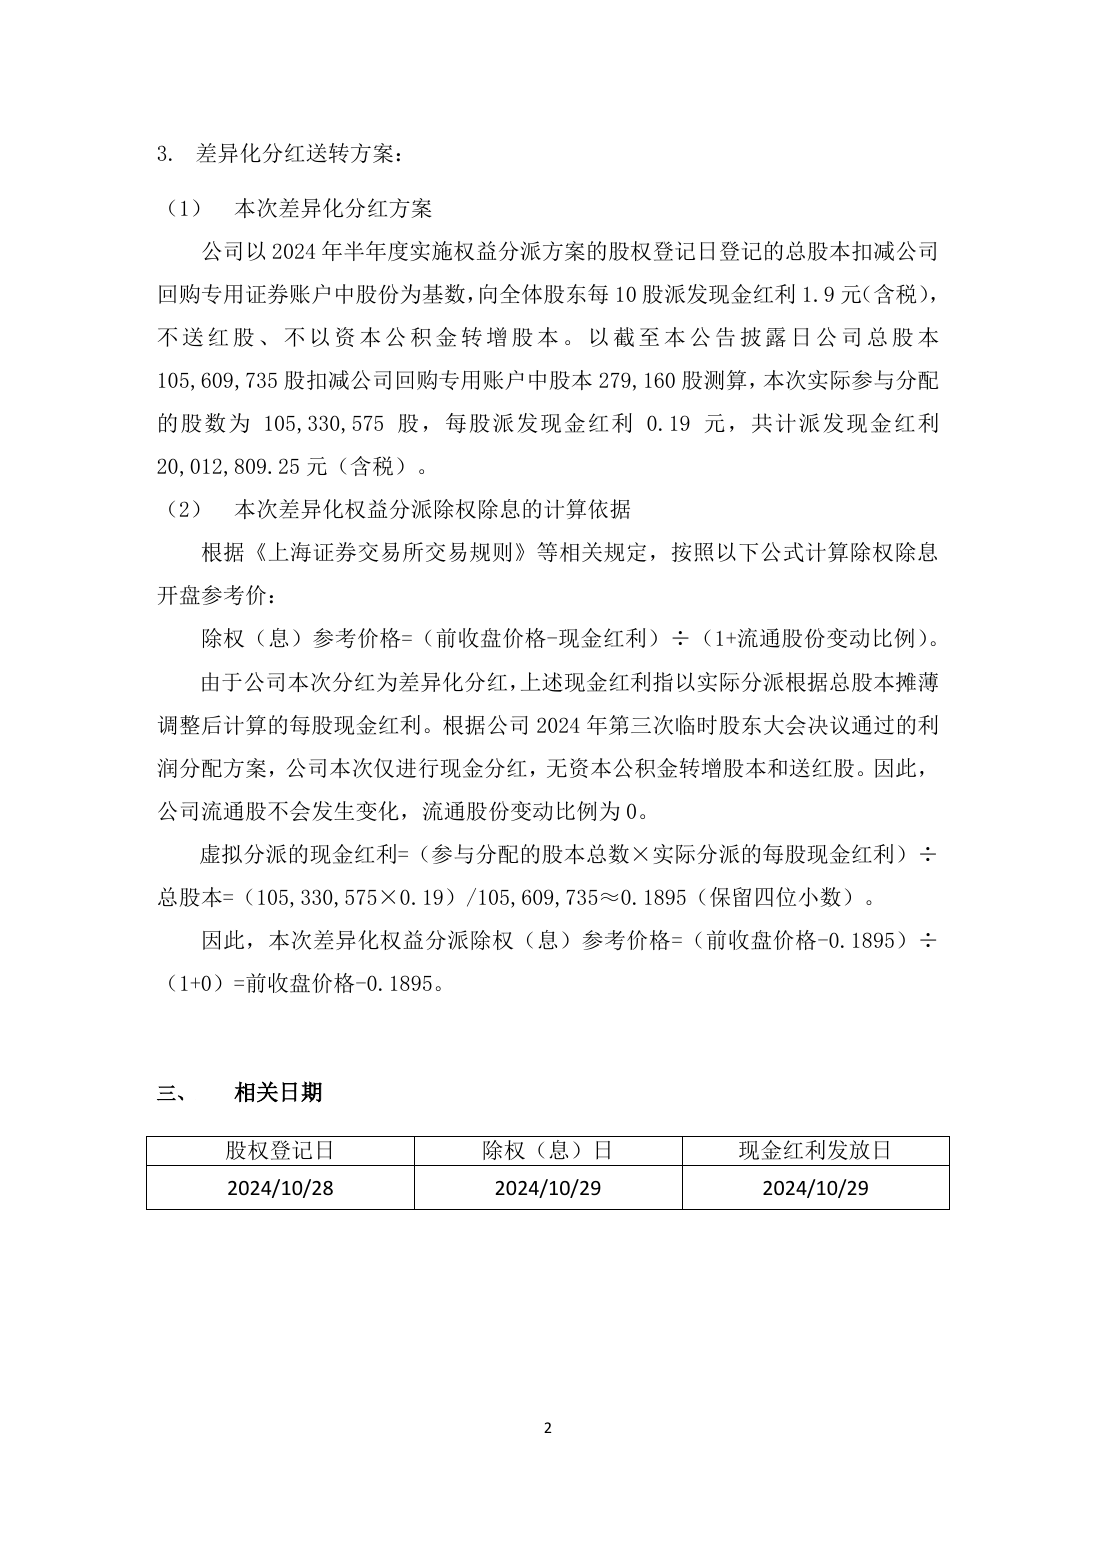 3. 差异化分红送转方案:
（1） 本次差异化分红方案
公司以 2024 年半年度实施权益分派方案的股权登记日登记的总股本扣减公司
回购专用证券账户中股份为基数，向全体股东每 10 股派发现金红利 1.9 元（含税），
不送红股、不以资本公积金转增股本。以截至本公告披露日公司总股本
105,609,735 股扣减公司回购专用账户中股本 279,160 股测算，本次实际参与分配
的股数为 105,330,575 股，每股派发现金红利 0.19 元，共计派发现金红利
20,012,809.25 元（含税）。
（2） 本次差异化权益分派除权除息的计算依据
根据《上海证券交易所交易规则》等相关规定，按照以下公式计算除权除息
开盘参考价:
除权（息）参考价格=（前收盘价格-现金红利）÷（1+流通股份变动比例）。
由于公司本次分红为差异化分红，上述现金红利指以实际分派根据总股本摊薄
调整后计算的每股现金红利。根据公司 2024 年第三次临时股东大会决议通过的利
润分配方案，公司本次仅进行现金分红，无资本公积金转增股本和送红股。因此，
公司流通股不会发生变化，流通股份变动比例为 0。
虚拟分派的现金红利=（参与分配的股本总数×实际分派的每股现金红利）÷
总股本=（105,330,575×0.19）/105,609,735≈0.1895（保留四位小数）。
因此，本次差异化权益分派除权（息）参考价格=（前收盘价格-0.1895）÷
（1+0）=前收盘价格-0.1895。
三、 相关日期
股权登记日 除权（息）日 现金红利发放日
2024/10/28 2024/10/29 2024/10/29
2